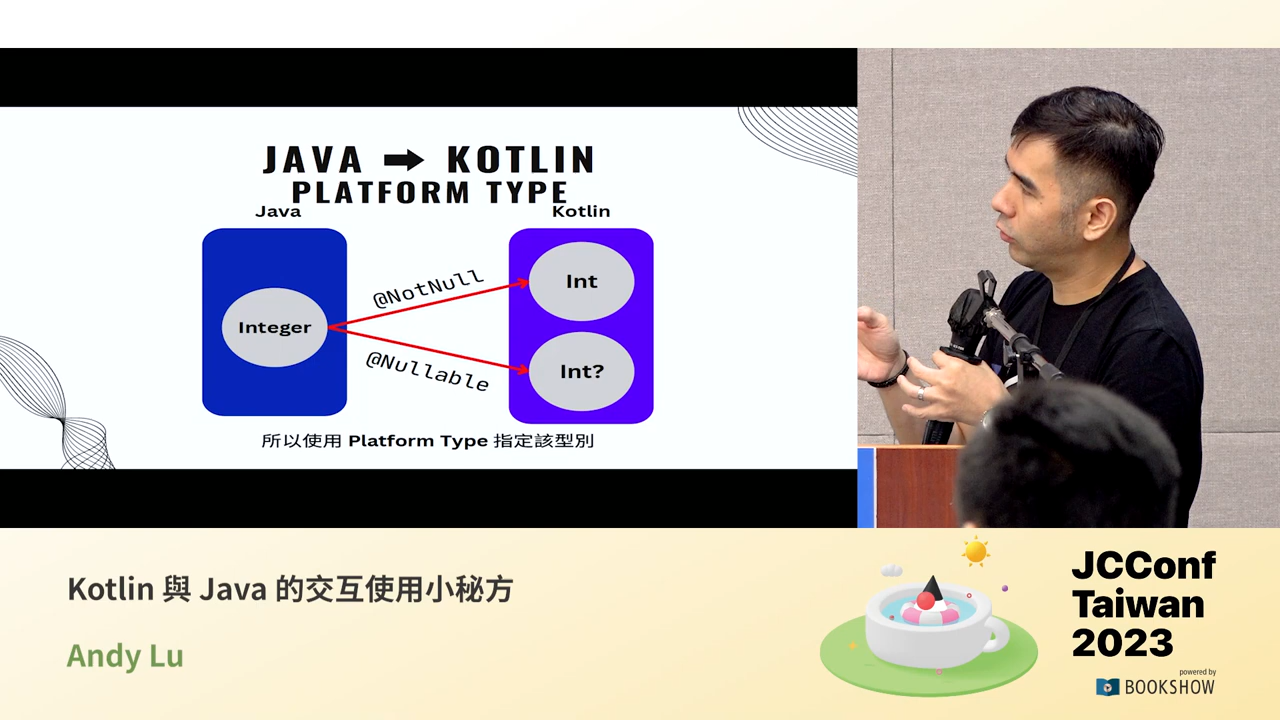 JAVA ➡ KOTLIN
PLATFORM TYPE
Java
Kotlin
Integer
@NotNull
@Nullable
Int
Int?
所以使用 Platform Type 指定該型別
Kotlin 與 Java 的交互使用小秘方
Andy Lu
JCConf
Taiwan
2023
powered by
BOOKSHOW